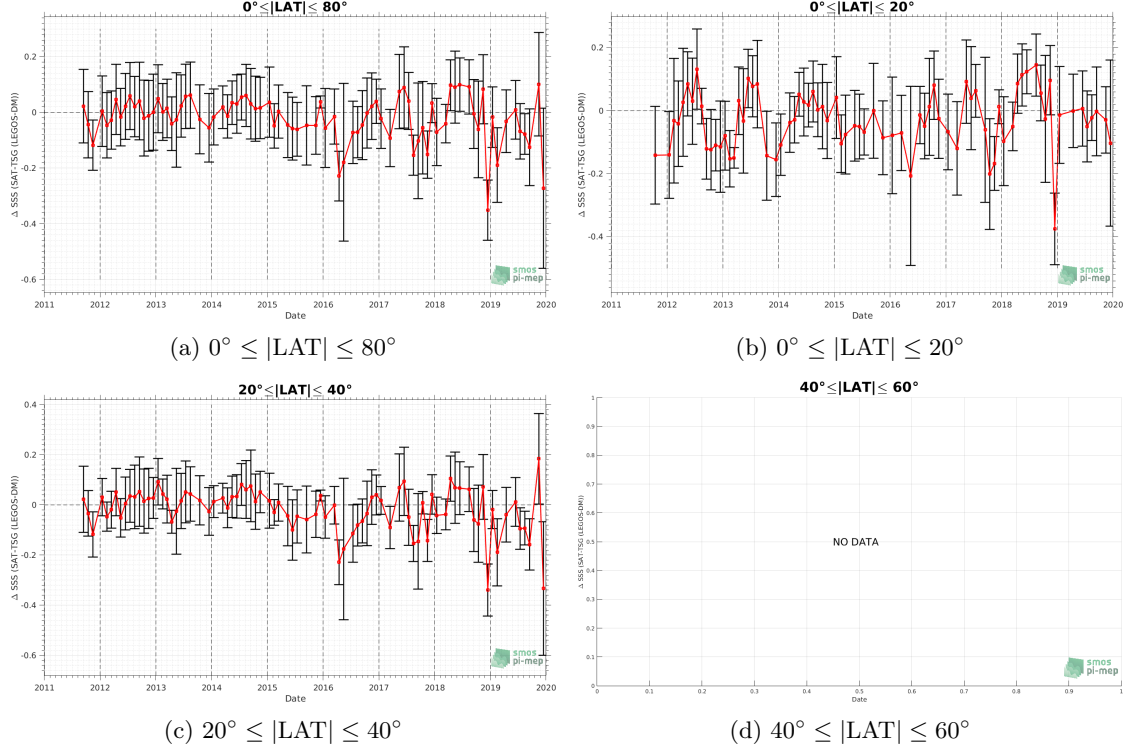 0°≤|LAT|≤ 80°
Δ SSS (SAT-TSG (LEGOS-DMI))
0.2
0
-0.2
-0.4
-0.6
2011 2012 2013 2014 2015 2016 2017 2018 2019 2020
Date
smos
pi-mep
(a) 0° ≤ |LAT| ≤ 80°
0°≤|LAT|≤ 20°
Δ SSS (SAT-TSG (LEGOS-DMI))
0.2
0
-0.2
-0.4
2011 2012 2013 2014 2015 2016 2017 2018 2019 2020
Date
smos
pi-mep
(b) 0° ≤ |LAT| ≤ 20°
20°≤|LAT|≤ 40°
Δ SSS (SAT-TSG (LEGOS-DMI))
0.4
0.2
0
-0.2
-0.4
-0.6
2011 2012 2013 2014 2015 2016 2017 2018 2019 2020
Date
smos
pi-mep
(c) 20° ≤ |LAT| ≤ 40°
40°≤|LAT|≤ 60°
Δ SSS (SAT-TSG (LEGOS-DMI))
1
0.9
0.8
0.7
0.6
0.5
0.4
0.3
0.2
0.1
0
NO DATA
0 0.1 0.2 0.3 0.4 0.5 0.6 0.7 0.8 0.9 1
Date
smos
pi-mep
(d) 40° ≤ |LAT| ≤ 60°